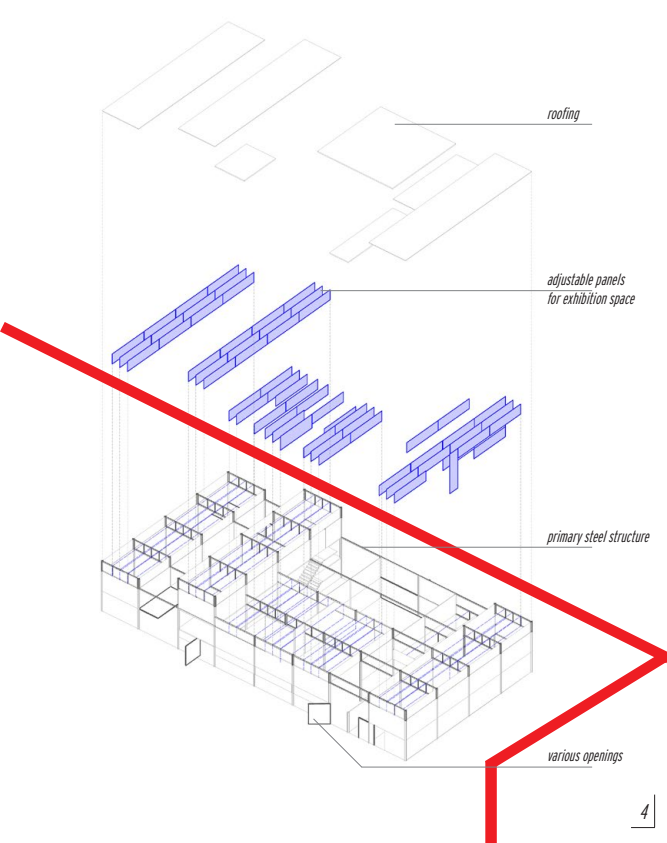 roofing
adjustable panels
for exhibition space
primary steel structure
various openings
4